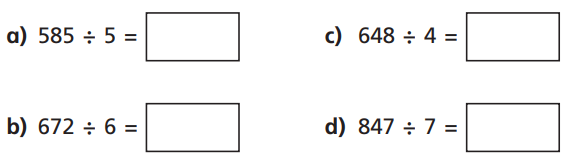 a) 585 ÷ 5 =
c) 648 ÷ 4 =
b) 672 ÷ 6 =
d) 847 ÷ 7 =